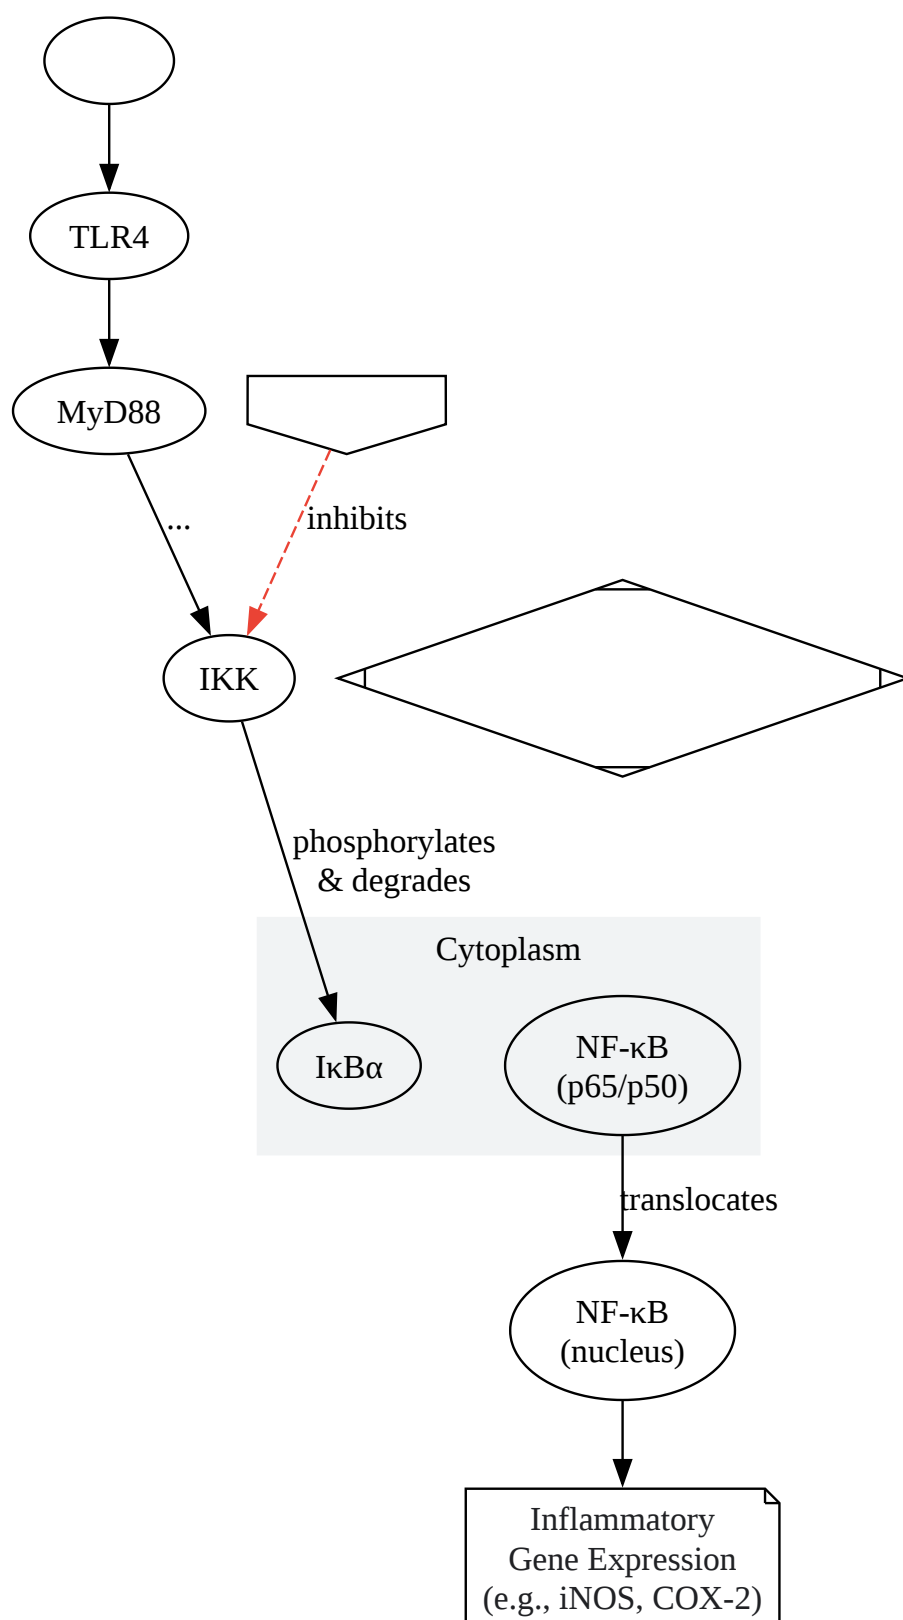 TLR4
MyD88
...
inhibits
IKK
phosphorylates
& degrades
Cytoplasm
IκBα
NF-κB
(p65/p50)
translocates
NF-κB
(nucleus)
Inflammatory
Gene Expression
(e.g., iNOS, COX-2)